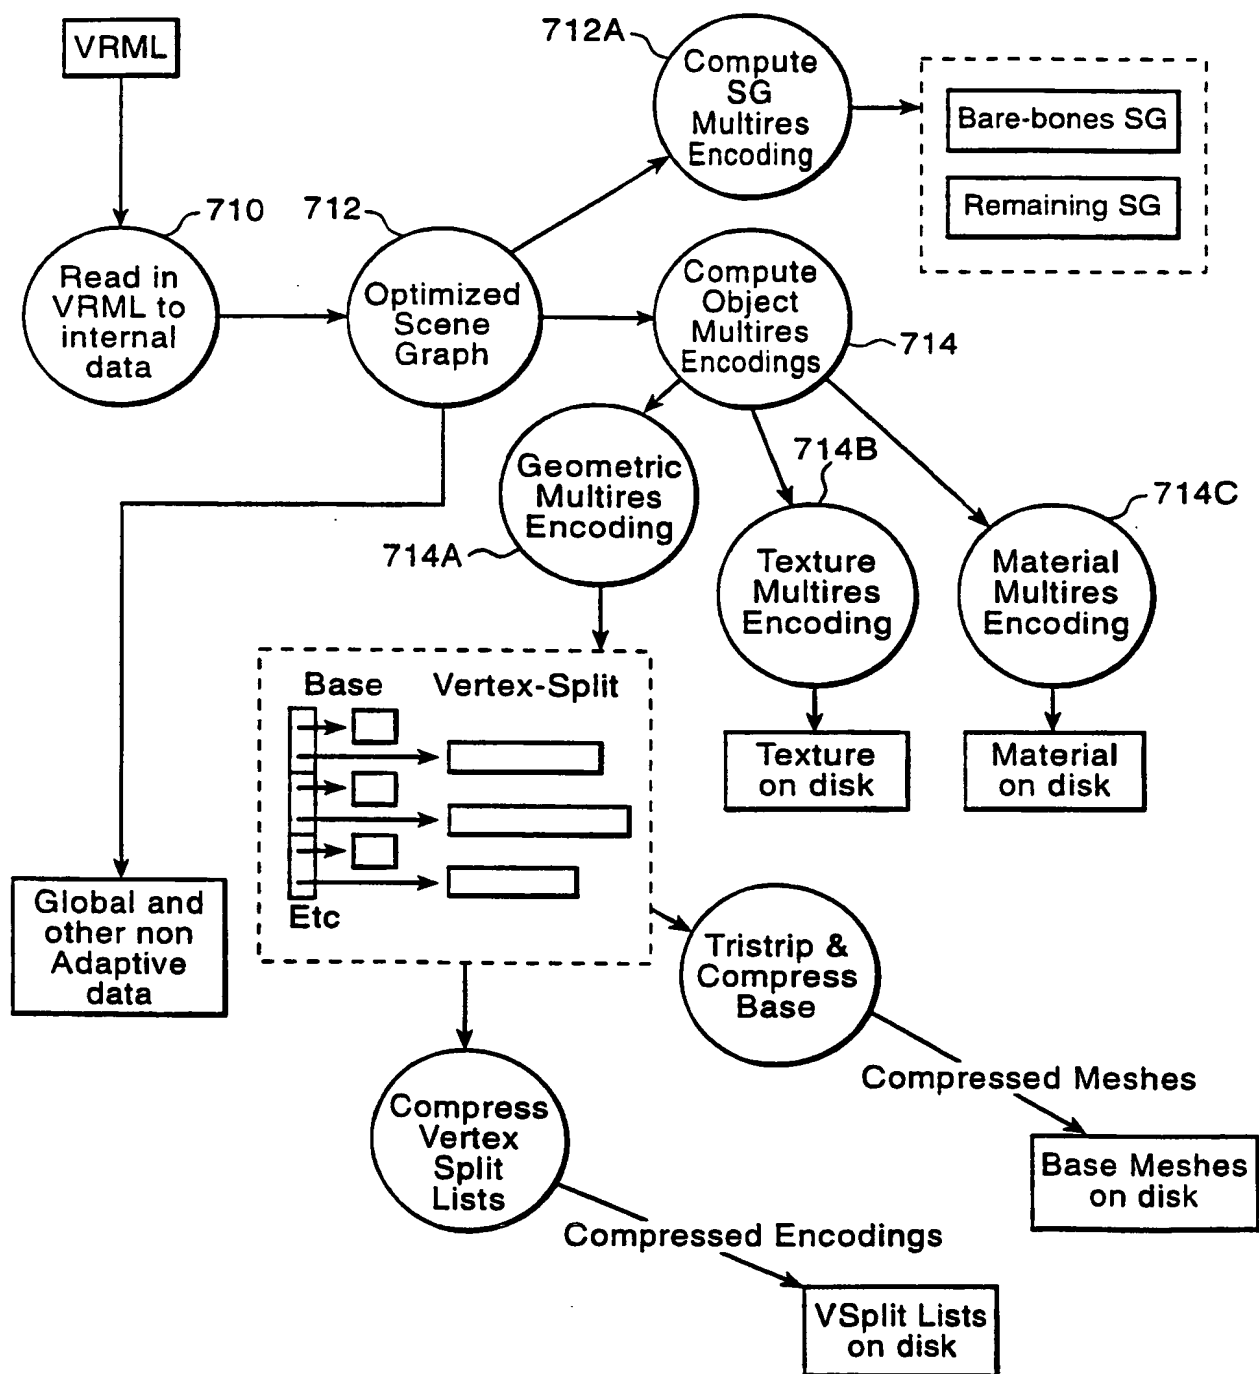 VRML
712A
Compute
SG
Multires
Encoding
Bare-bones SG
Remaining SG
710
Read in
VRML to
internal
data
712
Optimized
Scene
Graph
Compute
Object
Multires
Encodings
714
Geometric
Multires
Encoding
714A
714B
Texture
Multires
Encoding
714C
Material
Multires
Encoding
Base
Vertex-Split
Etc
Texture
on disk
Material
on disk
Global and
other non
Adaptive
data
Tristrip &
Compress
Base
Compressed Meshes
Base Meshes
on disk
Compress
Vertex
Split
Lists
Compressed Encodings
VSplit Lists
on disk